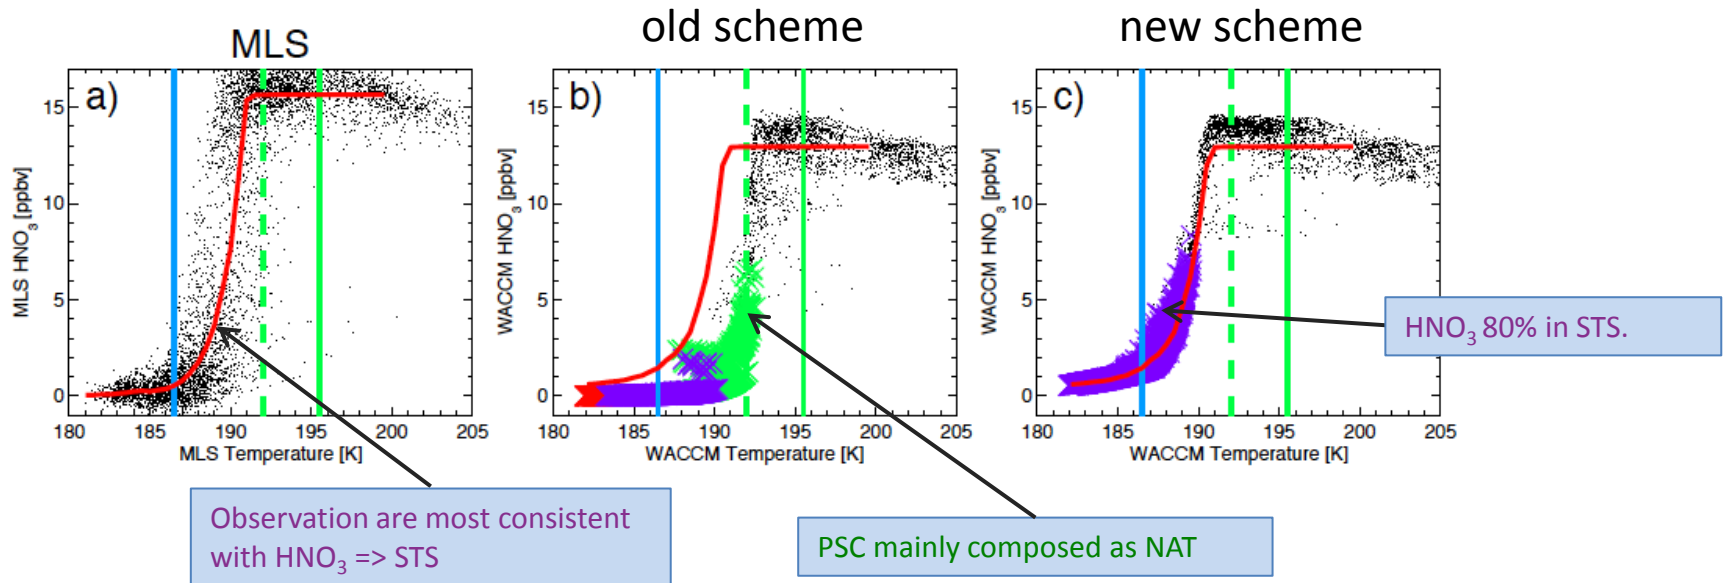 MLS
old scheme
new scheme
a)
15
10
5
0
180 185 190 195 200 205
MLS Temperature [K]
MLS HNO3 [ppbv]
b)
15
10
5
0
180 185 190 195 200 205
WACCM Temperature [K]
WACCM HNO3 [ppbv]
c)
15
10
5
0
180 185 190 195 200 205
WACCM Temperature [K]
WACCM HNO3 [ppbv]
HNO3 80% in STS.
Observation are most consistent
with HNO3 => STS
PSC mainly composed as NAT